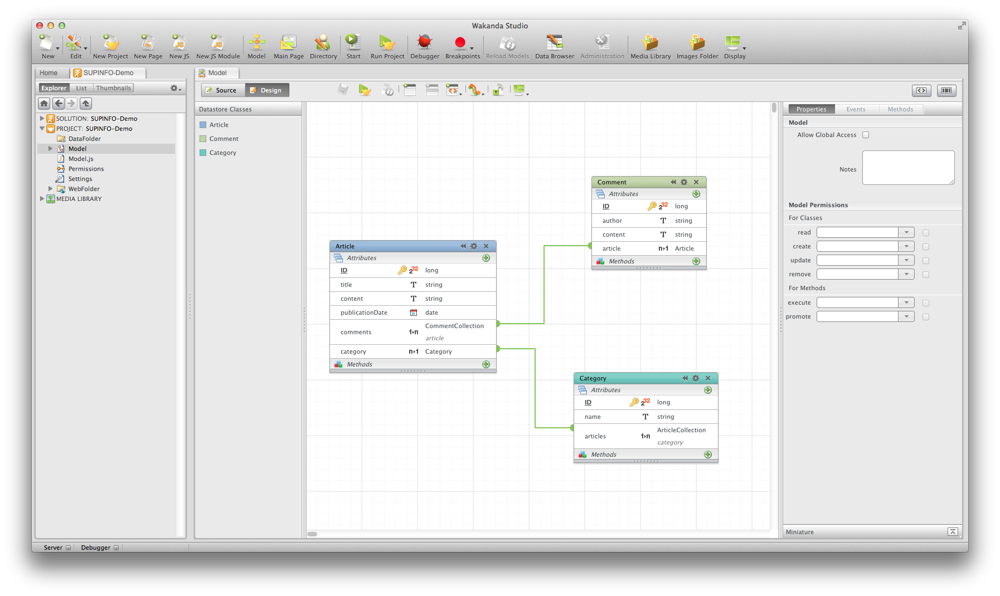 Wakanda Studio
New
Edit
New Project
New Page
New JS
New JS Module
Model
Main Page
Directory
Start
Run Project
Debugger
Breakpoints
Reload Models
Data Browser
Administration
Media Library
Images Folder
Display
Home
SUPINFO-Demo
Explorer
List
Thumbnails
SOLUTION: SUPINFO-Demo
PROJECT: SUPINFO-Demo
DataFolder
Model
Model.js
Permissions
Settings
WebFolder
MEDIA LIBRARY
Model
Source
Design
Datastore Classes
Article
Comment
Category
Article
Attributes
ID 2³² long
title T string
content T string
publicationDate date
comments 1▸n CommentCollection
article
category n▸1 Category
Methods
Comment
Attributes
ID 2³² long
author T string
content T string
article n▸1 Article
Methods
Category
Attributes
ID 2³² long
name T string
articles 1▸n ArticleCollection
category
Methods
Properties
Events
Methods
Model
Allow Global Access
Notes
Model Permissions
For Classes
read
create
update
remove
For Methods
execute
promote
Miniature
Server
Debugger